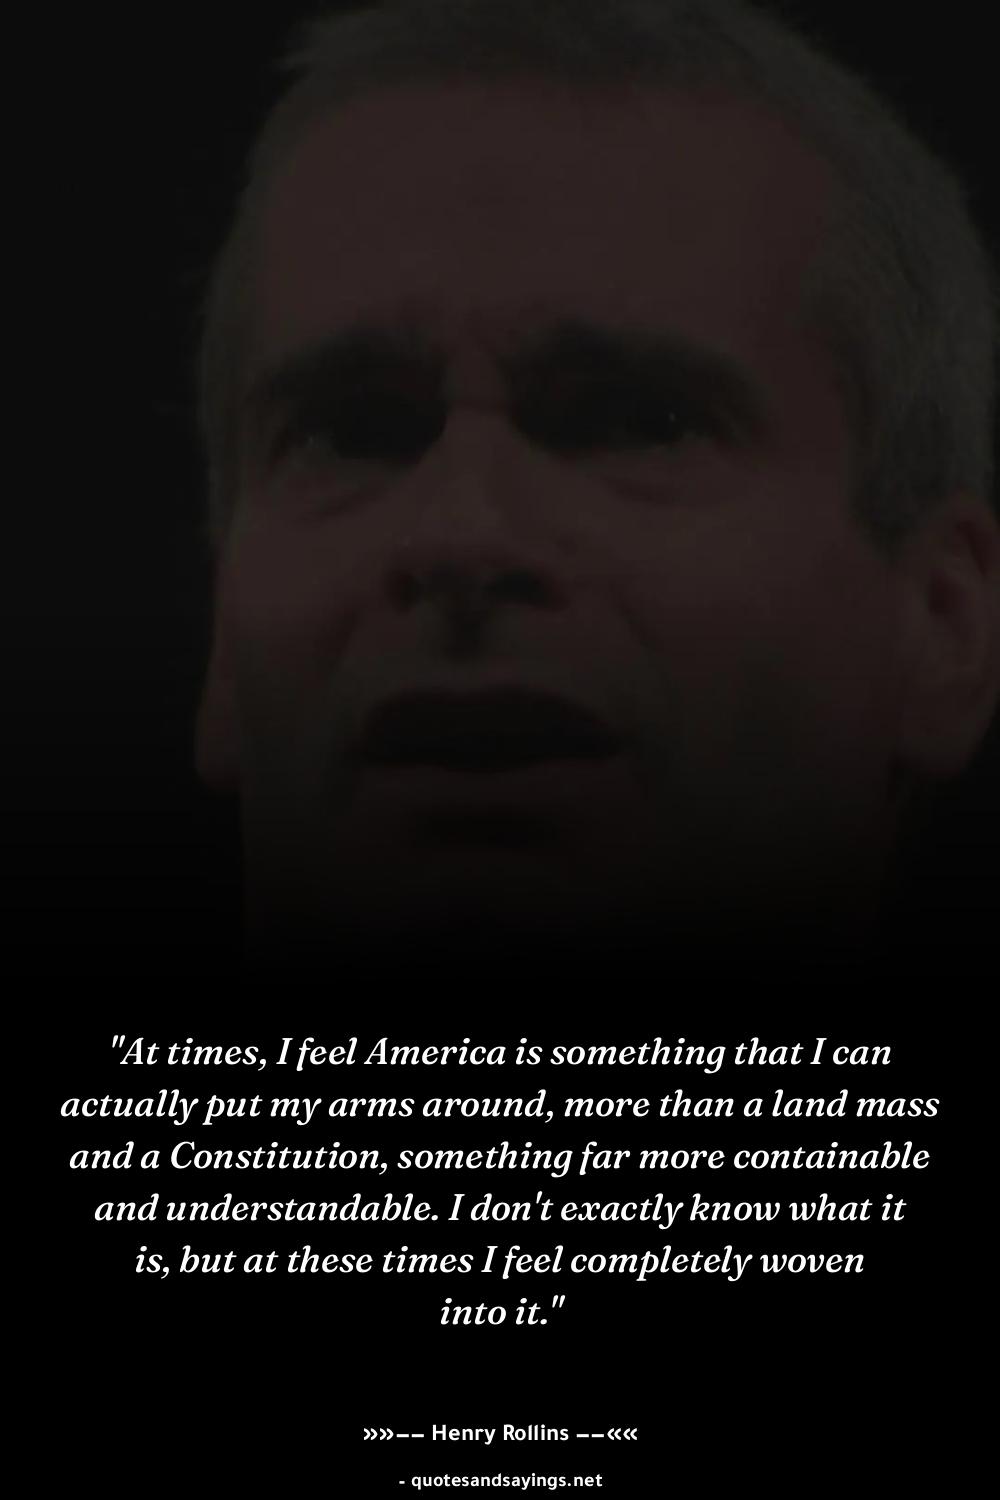 "At times, I feel America is something that I can
actually put my arms around, more than a land mass
and a Constitution, something far more containable
and understandable. I don't exactly know what it
is, but at these times I feel completely woven
into it."
»»−− Henry Rollins −−««
- quotesandsayings.net